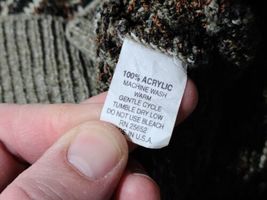 100% ACRYLIC
MACHINE WASH
WARM
GENTLE CYCLE
TUMBLE DRY LOW
DO NOT USE BLEACH
RN 25652
IN U.S.A.